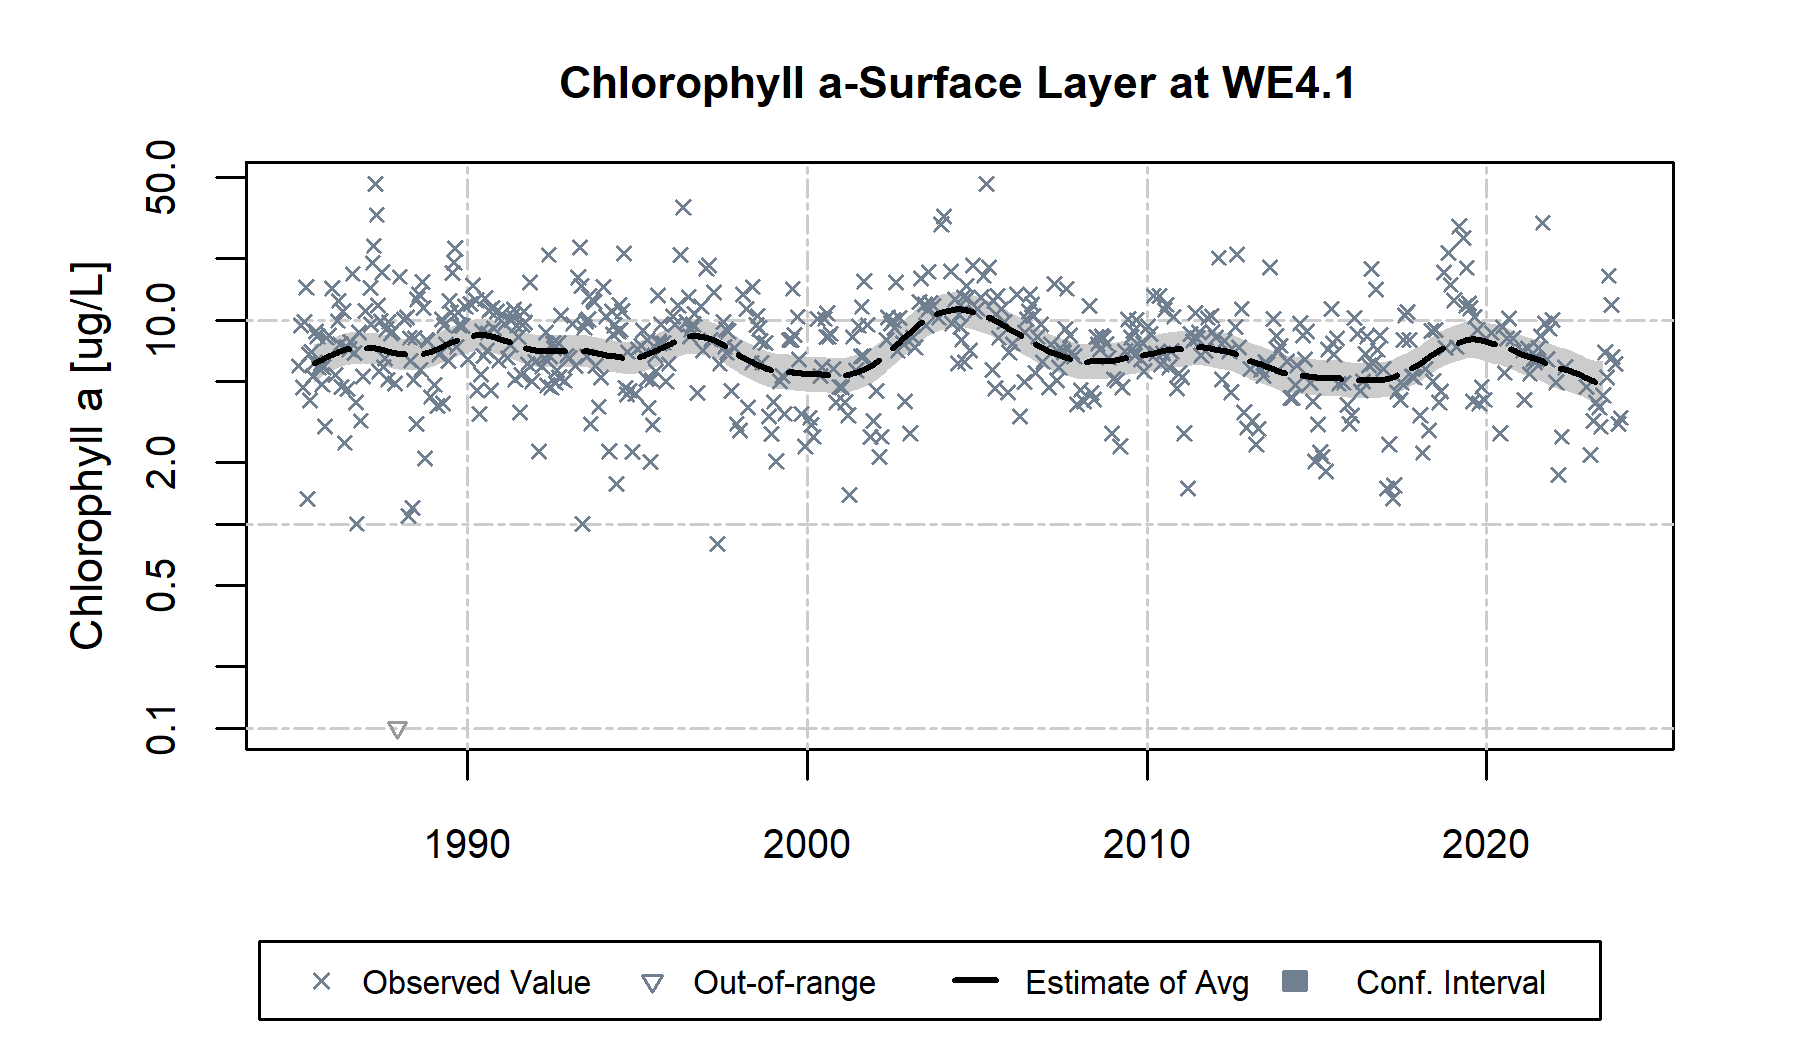 Chlorophyll a-Surface Layer at WE4.1
Chlorophyll a [ug/L]
50.0
10.0
2.0
0.5
0.1
1990 2000 2010 2020
Observed Value Out-of-range Estimate of Avg Conf. Interval